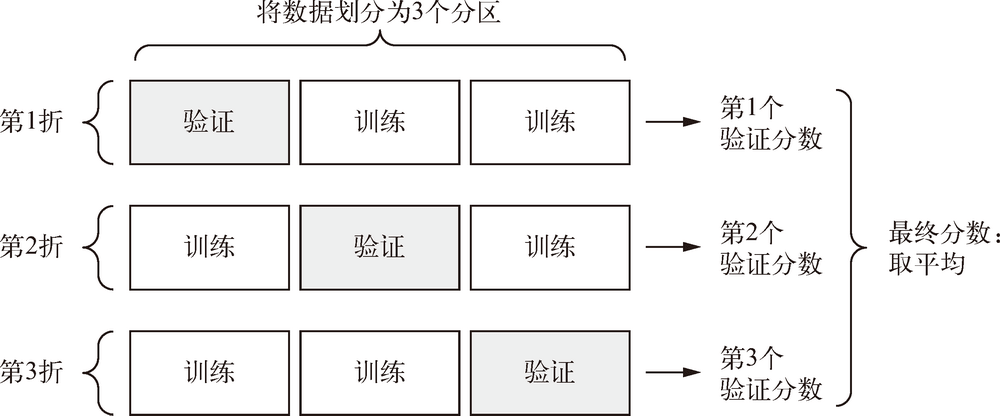 将数据划分为3个分区
第1折
验证
训练
训练
第1个
验证分数
第2折
训练
验证
训练
第2个
验证分数
最终分数：
取平均
第3折
训练
训练
验证
第3个
验证分数